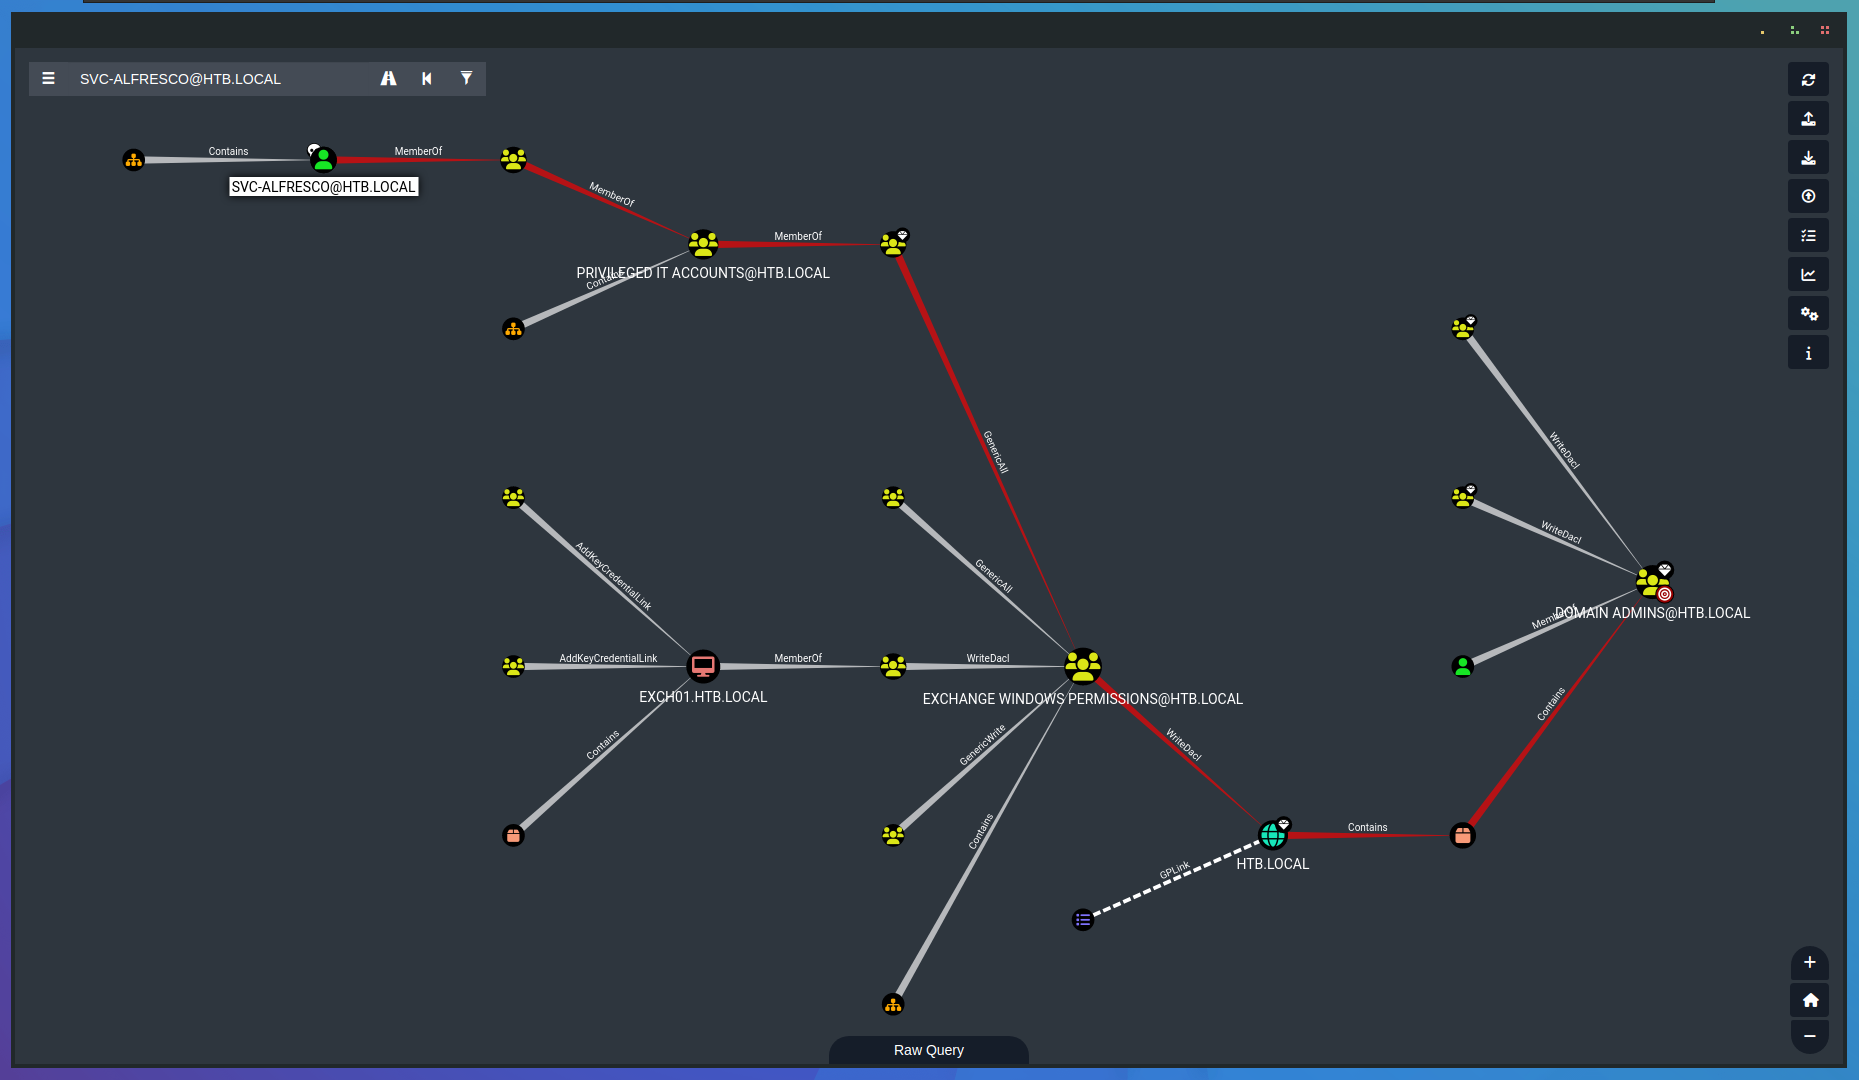 SVC-ALFRESCO@HTB.LOCAL
Contains
MemberOf
SVC-ALFRESCO@HTB.LOCAL
MemberOf
MemberOf
PRIVILEGED IT ACCOUNTS@HTB.LOCAL
Contains
GenericAll
WriteDacl
WriteDacl
AddKeyCredentialLink
GenericAll
DOMAIN ADMINS@HTB.LOCAL
MemberOf
AddKeyCredentialLink
MemberOf
WriteDacl
EXCH01.HTB.LOCAL
EXCHANGE WINDOWS PERMISSIONS@HTB.LOCAL
Contains
Contains
GenericWrite
WriteDacl
Contains
Contains
HTB.LOCAL
GPLink
Raw Query